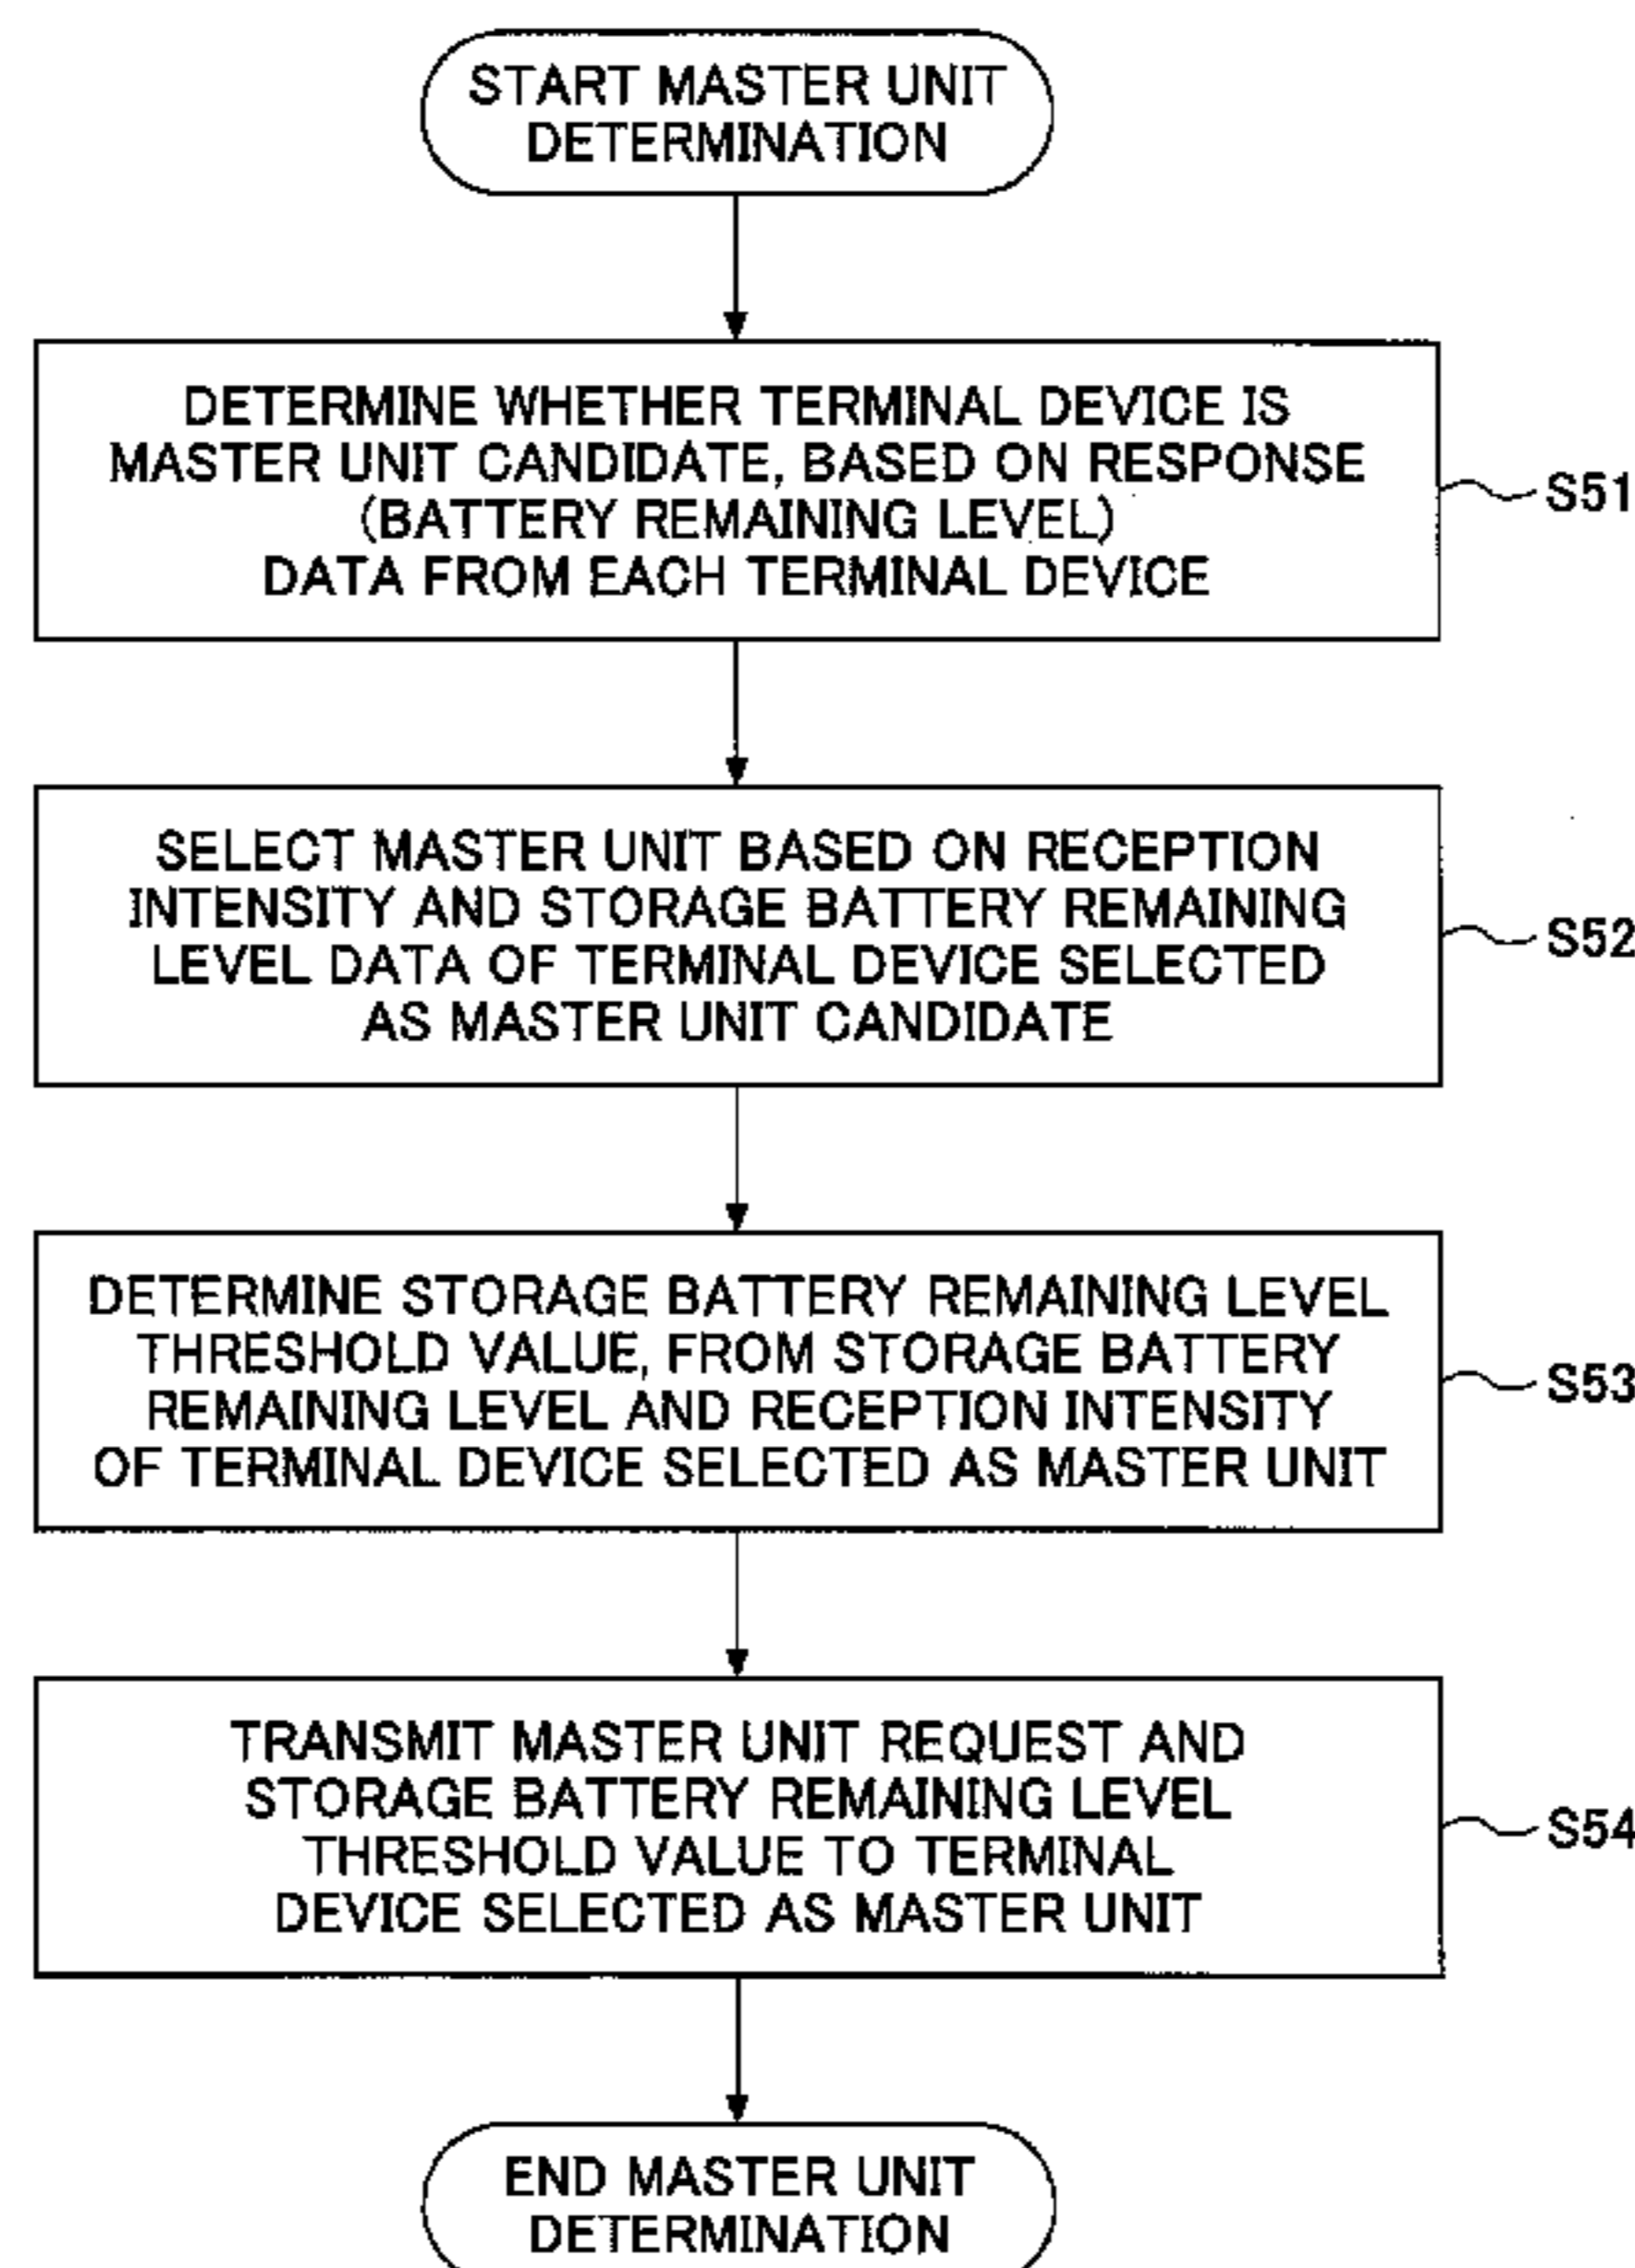 START MASTER UNIT
DETERMINATION
DETERMINE WHETHER TERMINAL DEVICE IS
MASTER UNIT CANDIDATE, BASED ON RESPONSE
(BATTERY REMAINING LEVEL)
DATA FROM EACH TERMINAL DEVICE
S51
SELECT MASTER UNIT BASED ON RECEPTION
INTENSITY AND STORAGE BATTERY REMAINING
LEVEL DATA OF TERMINAL DEVICE SELECTED
AS MASTER UNIT CANDIDATE
S52
DETERMINE STORAGE BATTERY REMAINING LEVEL
THRESHOLD VALUE, FROM STORAGE BATTERY
REMAINING LEVEL AND RECEPTION INTENSITY
OF TERMINAL DEVICE SELECTED AS MASTER UNIT
S53
TRANSMIT MASTER UNIT REQUEST AND
STORAGE BATTERY REMAINING LEVEL
THRESHOLD VALUE TO TERMINAL
DEVICE SELECTED AS MASTER UNIT
S54
END MASTER UNIT
DETERMINATION